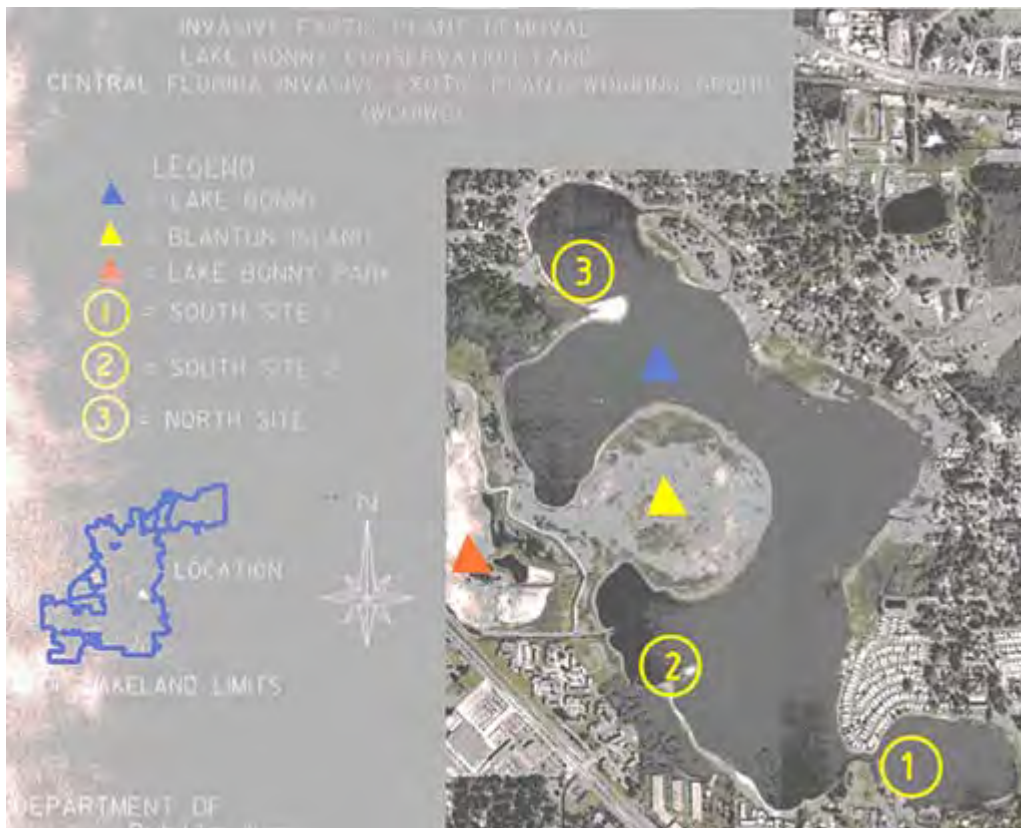 INVASIVE EXOTIC PLANT REMOVAL
LAKE BONNY CONSERVATION LAND
CENTRAL FLORIDA INVASIVE EXOTIC PLANT WORKING GROUP
LEGEND
= LAKE BONNY
= BLANTON ISLAND
= LAKE BONNY PARK
1 = SOUTH SITE 1
2 = SOUTH SITE 2
3 = NORTH SITE
N
LOCATION
LAKELAND LIMITS
DEPARTMENT OF
3
2
1